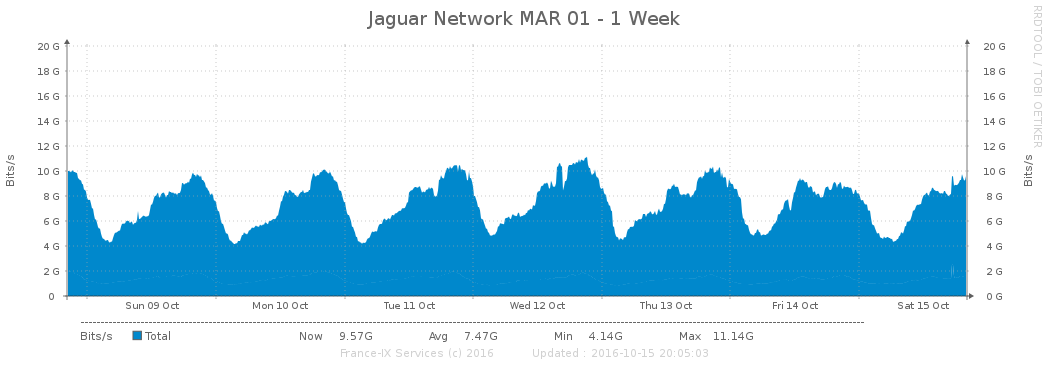 Jaguar Network MAR 01 - 1 Week
RRDTOOL / TOBI OETIKER
Bits/s
20 G
18 G
16 G
14 G
12 G
10 G
8 G
6 G
4 G
2 G
0
20 G
18 G
16 G
14 G
12 G
10 G
8 G
6 G
4 G
2 G
0 G
Bits/s
Sun 09 Oct Mon 10 Oct Tue 11 Oct Wed 12 Oct Thu 13 Oct Fri 14 Oct Sat 15 Oct
Bits/s Total Now 9.57G Avg 7.47G Min 4.14G Max 11.14G
France-IX Services (c) 2016 Updated : 2016-10-15 20:05:03